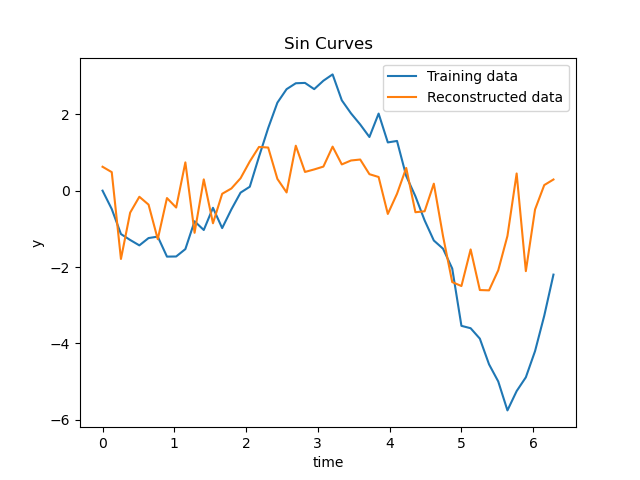 Sin Curves
Training data
Reconstructed data
y
2
0
−2
−4
−6
0 1 2 3 4 5 6
time